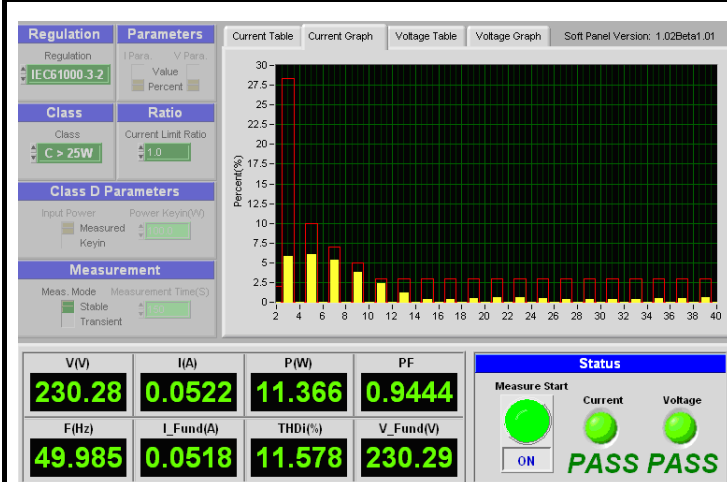 Regulation
Parameters
Current Table
Current Graph
Voltage Table
Voltage Graph
Soft Panel Version: 1.02Beta1.01
Regulation
I Para. V Para.
IEC61000-3-2
Value
Percent
Class
Ratio
Class
Current Limit Ratio
C > 25W
1.0
Class D Parameters
Input Power
Power Keyin(W)
Measured
Keyin
Measurement
Meas. Mode
Measurement Time(S)
Stable
Transient
Percent(%)
30
27.5
25
22.5
20
17.5
15
12.5
10
7.5
5
2.5
0
2 4 6 8 10 12 14 16 18 20 22 24 26 28 30 32 34 36 38 40
V(V)
I(A)
P(W)
PF
230.28
0.0522
11.366
0.9444
F(Hz)
I_Fund(A)
THDi(%)
V_Fund(V)
49.985
0.0518
11.578
230.29
Status
Measure Start
Current
Voltage
ON
PASS
PASS